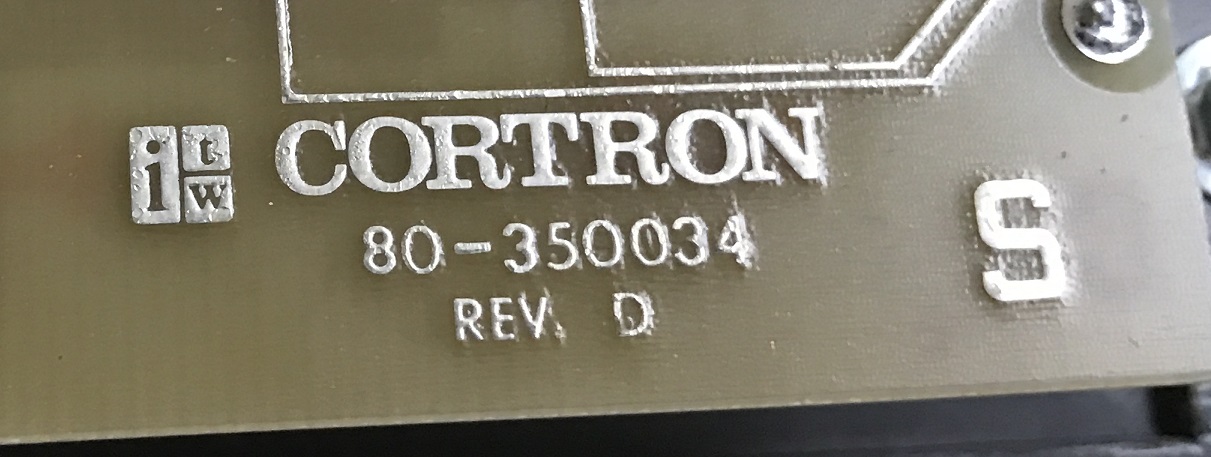 itw CORTRON
80-350034
REV. D
S